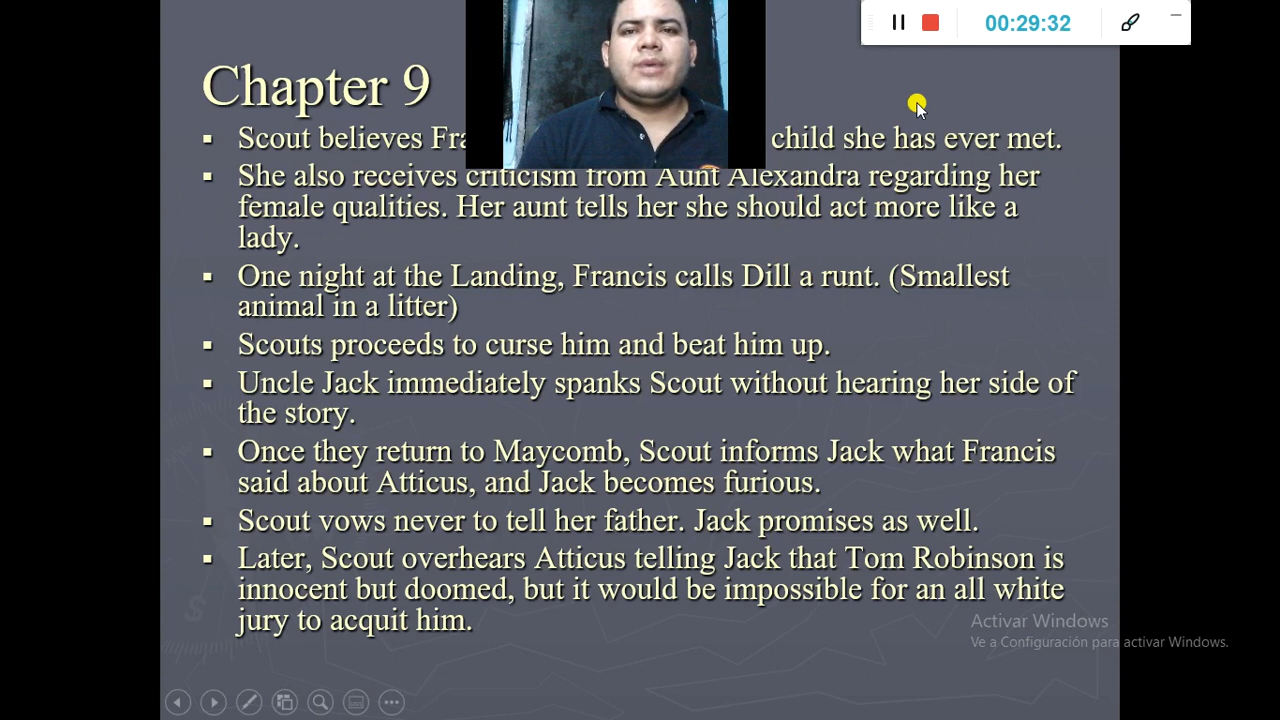 00:29:32
Chapter 9
▪ Scout believes Fra child she has ever met.
▪ She also receives criticism from Aunt Alexandra regarding her
female qualities. Her aunt tells her she should act more like a
lady.
▪ One night at the Landing, Francis calls Dill a runt. (Smallest
animal in a litter)
▪ Scouts proceeds to curse him and beat him up.
▪ Uncle Jack immediately spanks Scout without hearing her side of
the story.
▪ Once they return to Maycomb, Scout informs Jack what Francis
said about Atticus, and Jack becomes furious.
▪ Scout vows never to tell her father. Jack promises as well.
▪ Later, Scout overhears Atticus telling Jack that Tom Robinson is
innocent but doomed, but it would be impossible for an all white
jury to acquit him.
Activar Windows
Ve a Configuración para activar Windows.